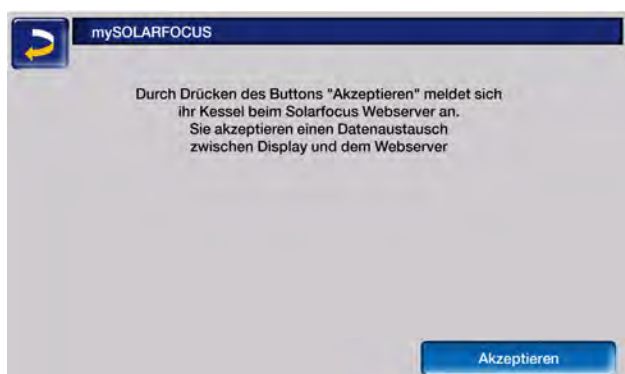 mySOLARFOCUS
Durch Drücken des Buttons "Akzeptieren" meldet sich
ihr Kessel beim Solarfocus Webserver an.
Sie akzeptieren einen Datenaustausch
zwischen Display und dem Webserver
Akzeptieren